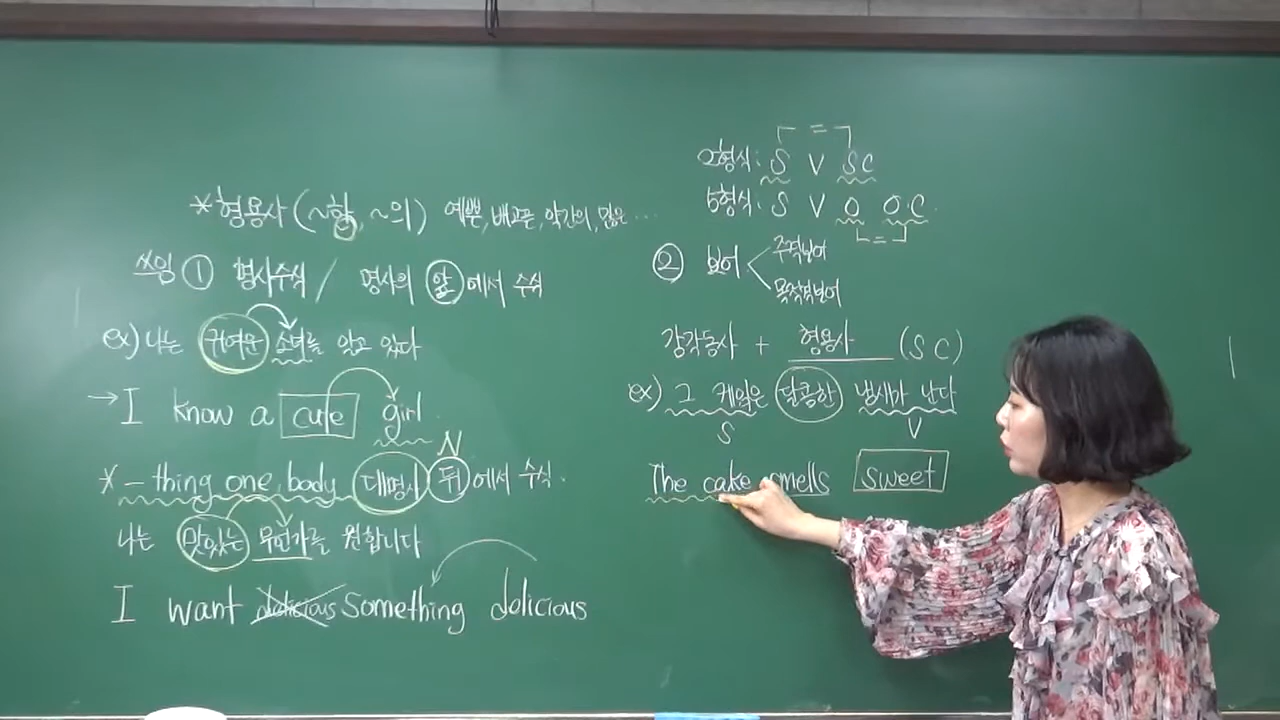 *형용사(~한, ~의) 예쁜, 배고픈, 약간의, 많은 ...
쓰임 ① 명사수식 / 명사의 앞에서 수식
ex) 나는 귀여운 소녀를 알고 있다
→ I know a cute girl.
N
* -thing one, body 대명사 뒤에서 수식.
나는 맛있는 무언가를 원합니다
I want delicious something delicious
=
2형식: S V SC
5형식: S V O O.C.
=
② 보어 < 주격보어
목적격보어
감각동사 + 형용사 (SC)
ex) 그 케익은 달콤한 냄새가 난다
S V
The cake smells sweet